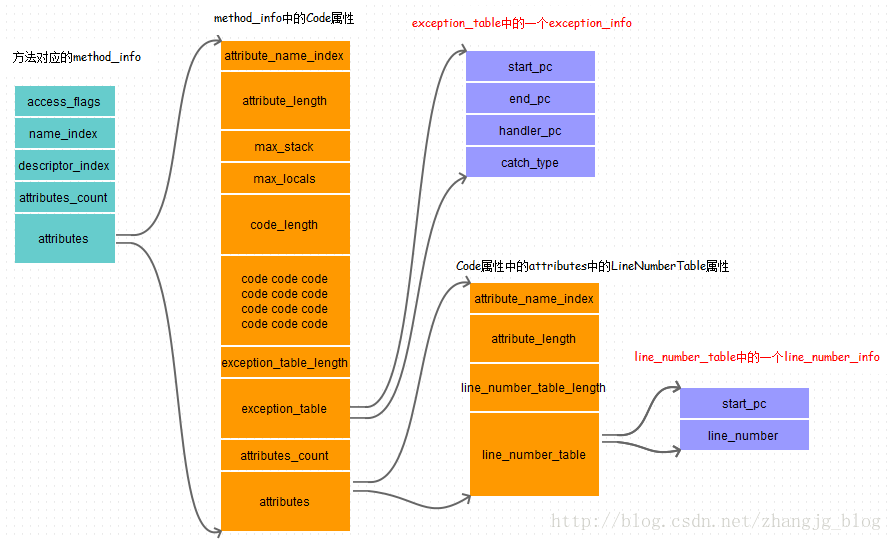 方法对应的method_info
access_flags
name_index
descriptor_index
attributes_count
attributes
method_info中的Code属性
attribute_name_index
attribute_length
max_stack
max_locals
code_length
code code code
code code code
code code code
code code code
exception_table_length
exception_table
attributes_count
attributes
exception_table中的一个exception_info
start_pc
end_pc
handler_pc
catch_type
Code属性中的attributes中的LineNumberTable属性
attribute_name_index
attribute_length
line_number_table_length
line_number_table
line_number_table中的一个line_number_info
start_pc
line_number
http://blog.csdn.net/zhangjg_blog